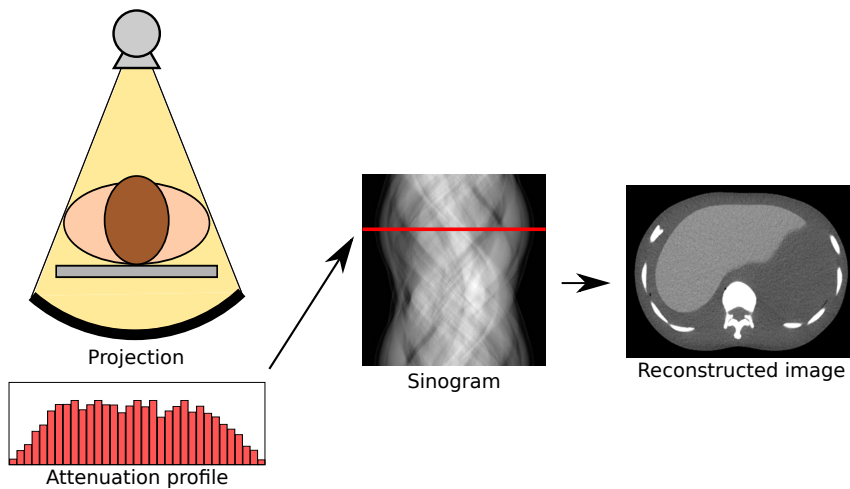 Projection
Attenuation profile
Sinogram
Reconstructed image